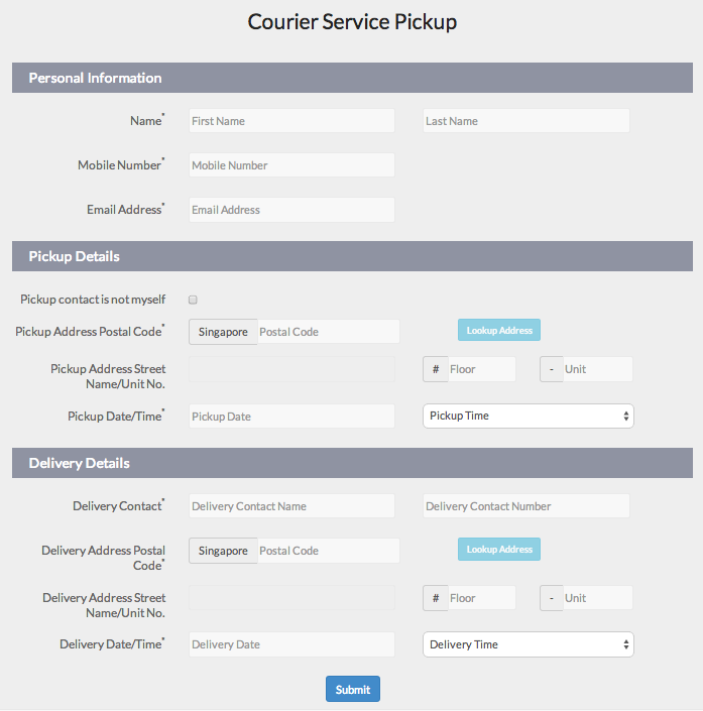 Courier Service Pickup
Personal Information
Name* First Name Last Name
Mobile Number* Mobile Number
Email Address* Email Address
Pickup Details
Pickup contact is not myself
Pickup Address Postal Code* Singapore Postal Code Lookup Address
Pickup Address Street
Name/Unit No. # Floor - Unit
Pickup Date/Time* Pickup Date Pickup Time
Delivery Details
Delivery Contact* Delivery Contact Name Delivery Contact Number
Delivery Address Postal
Code* Singapore Postal Code Lookup Address
Delivery Address Street
Name/Unit No. # Floor - Unit
Delivery Date/Time* Delivery Date Delivery Time
Submit